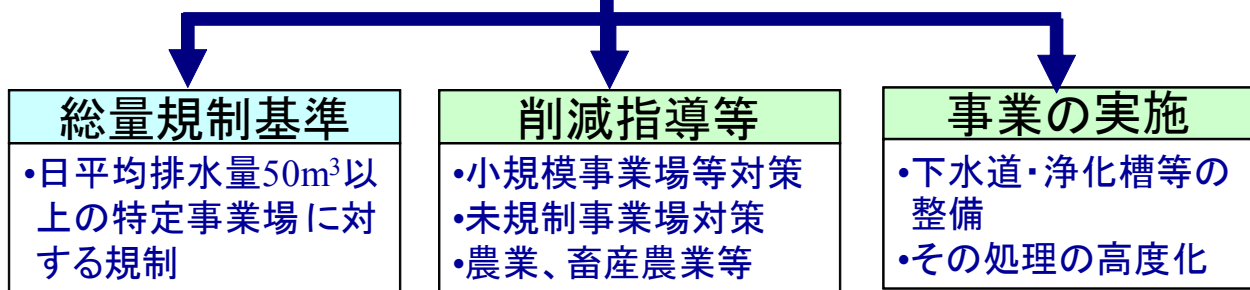 総量規制基準
•日平均排水量50m³以
上の特定事業場に対
する規制
削減指導等
•小規模事業場等対策
•未規制事業場対策
•農業、畜産農業等
事業の実施
•下水道・浄化槽等の
整備
•その処理の高度化